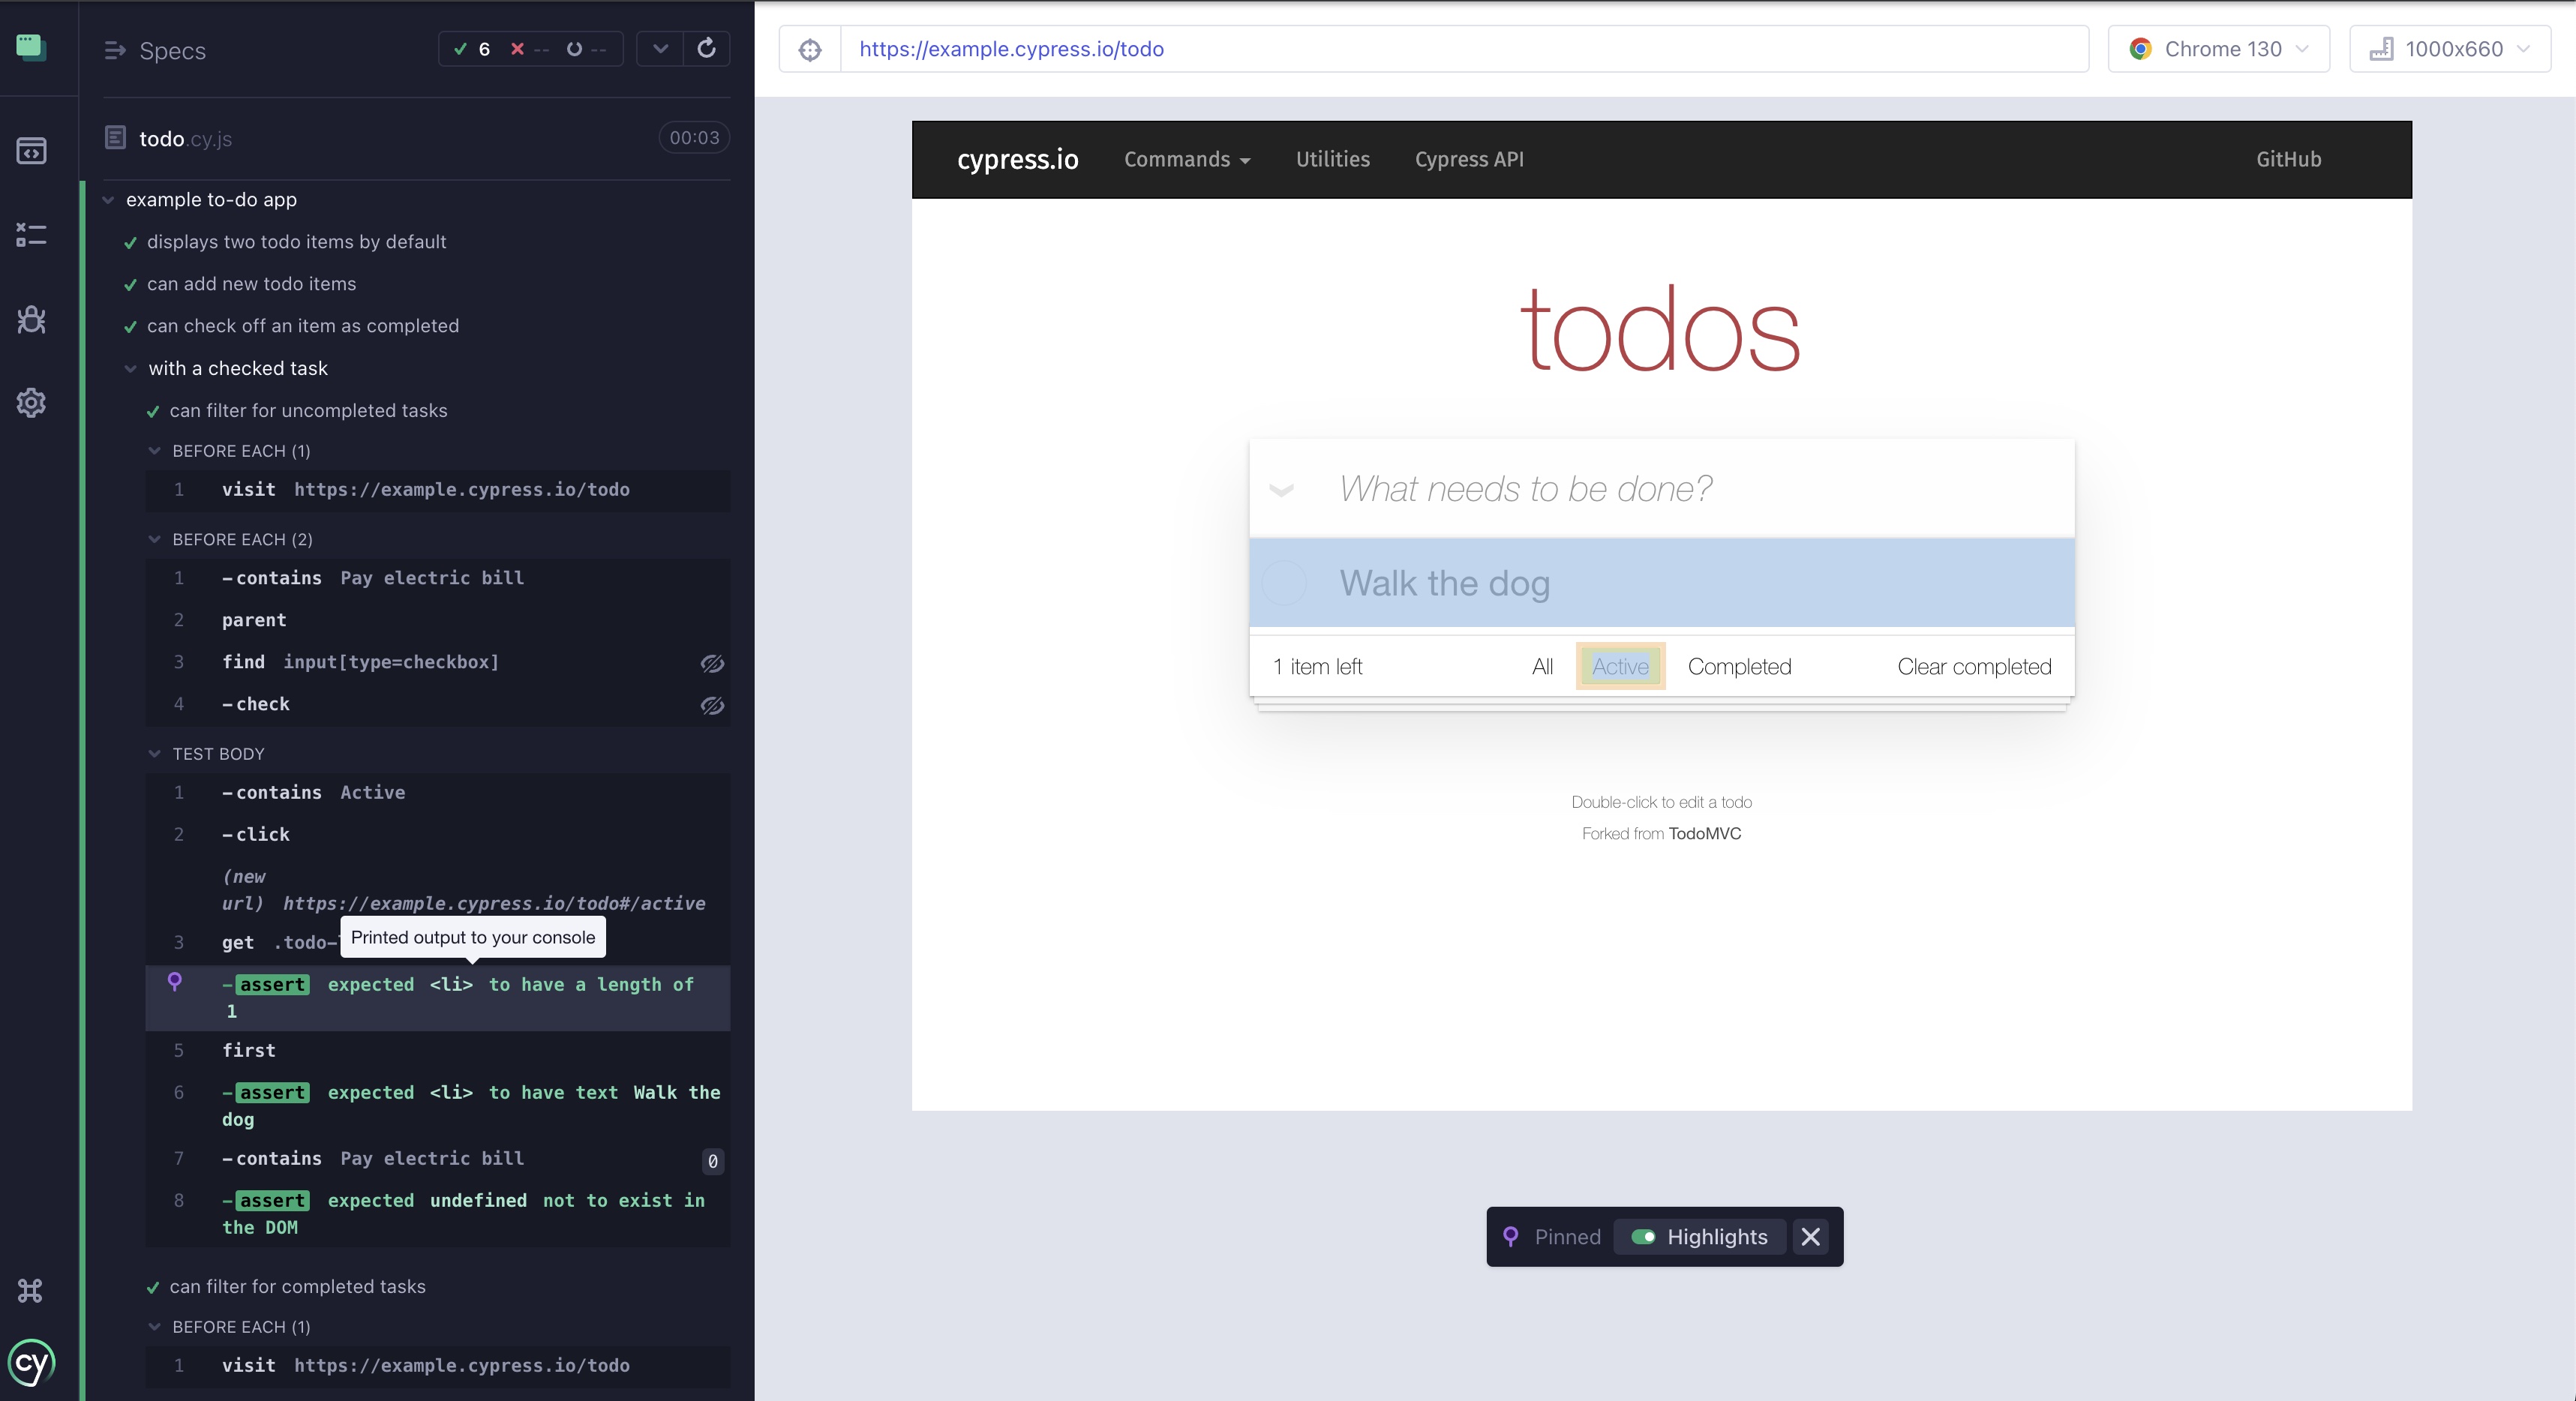 Specs
6 -- --
todo.cy.js 00:03
example to-do app
displays two todo items by default
can add new todo items
can check off an item as completed
with a checked task
can filter for uncompleted tasks
BEFORE EACH (1)
1 visit https://example.cypress.io/todo
BEFORE EACH (2)
1 -contains Pay electric bill
2 parent
3 find input[type=checkbox]
4 -check
TEST BODY
1 -contains Active
2 -click
(new
url) https://example.cypress.io/todo#/active
Printed output to your console
3 get .todo-
-assert expected <li> to have a length of
1
5 first
6 -assert expected <li> to have text Walk the
dog
7 -contains Pay electric bill 0
8 -assert expected undefined not to exist in
the DOM
can filter for completed tasks
BEFORE EACH (1)
1 visit https://example.cypress.io/todo
cy
https://example.cypress.io/todo
Chrome 130
1000x660
cypress.io Commands Utilities Cypress API GitHub
todos
What needs to be done?
Walk the dog
1 item left All Active Completed Clear completed
Double-click to edit a todo
Forked from TodoMVC
Pinned Highlights